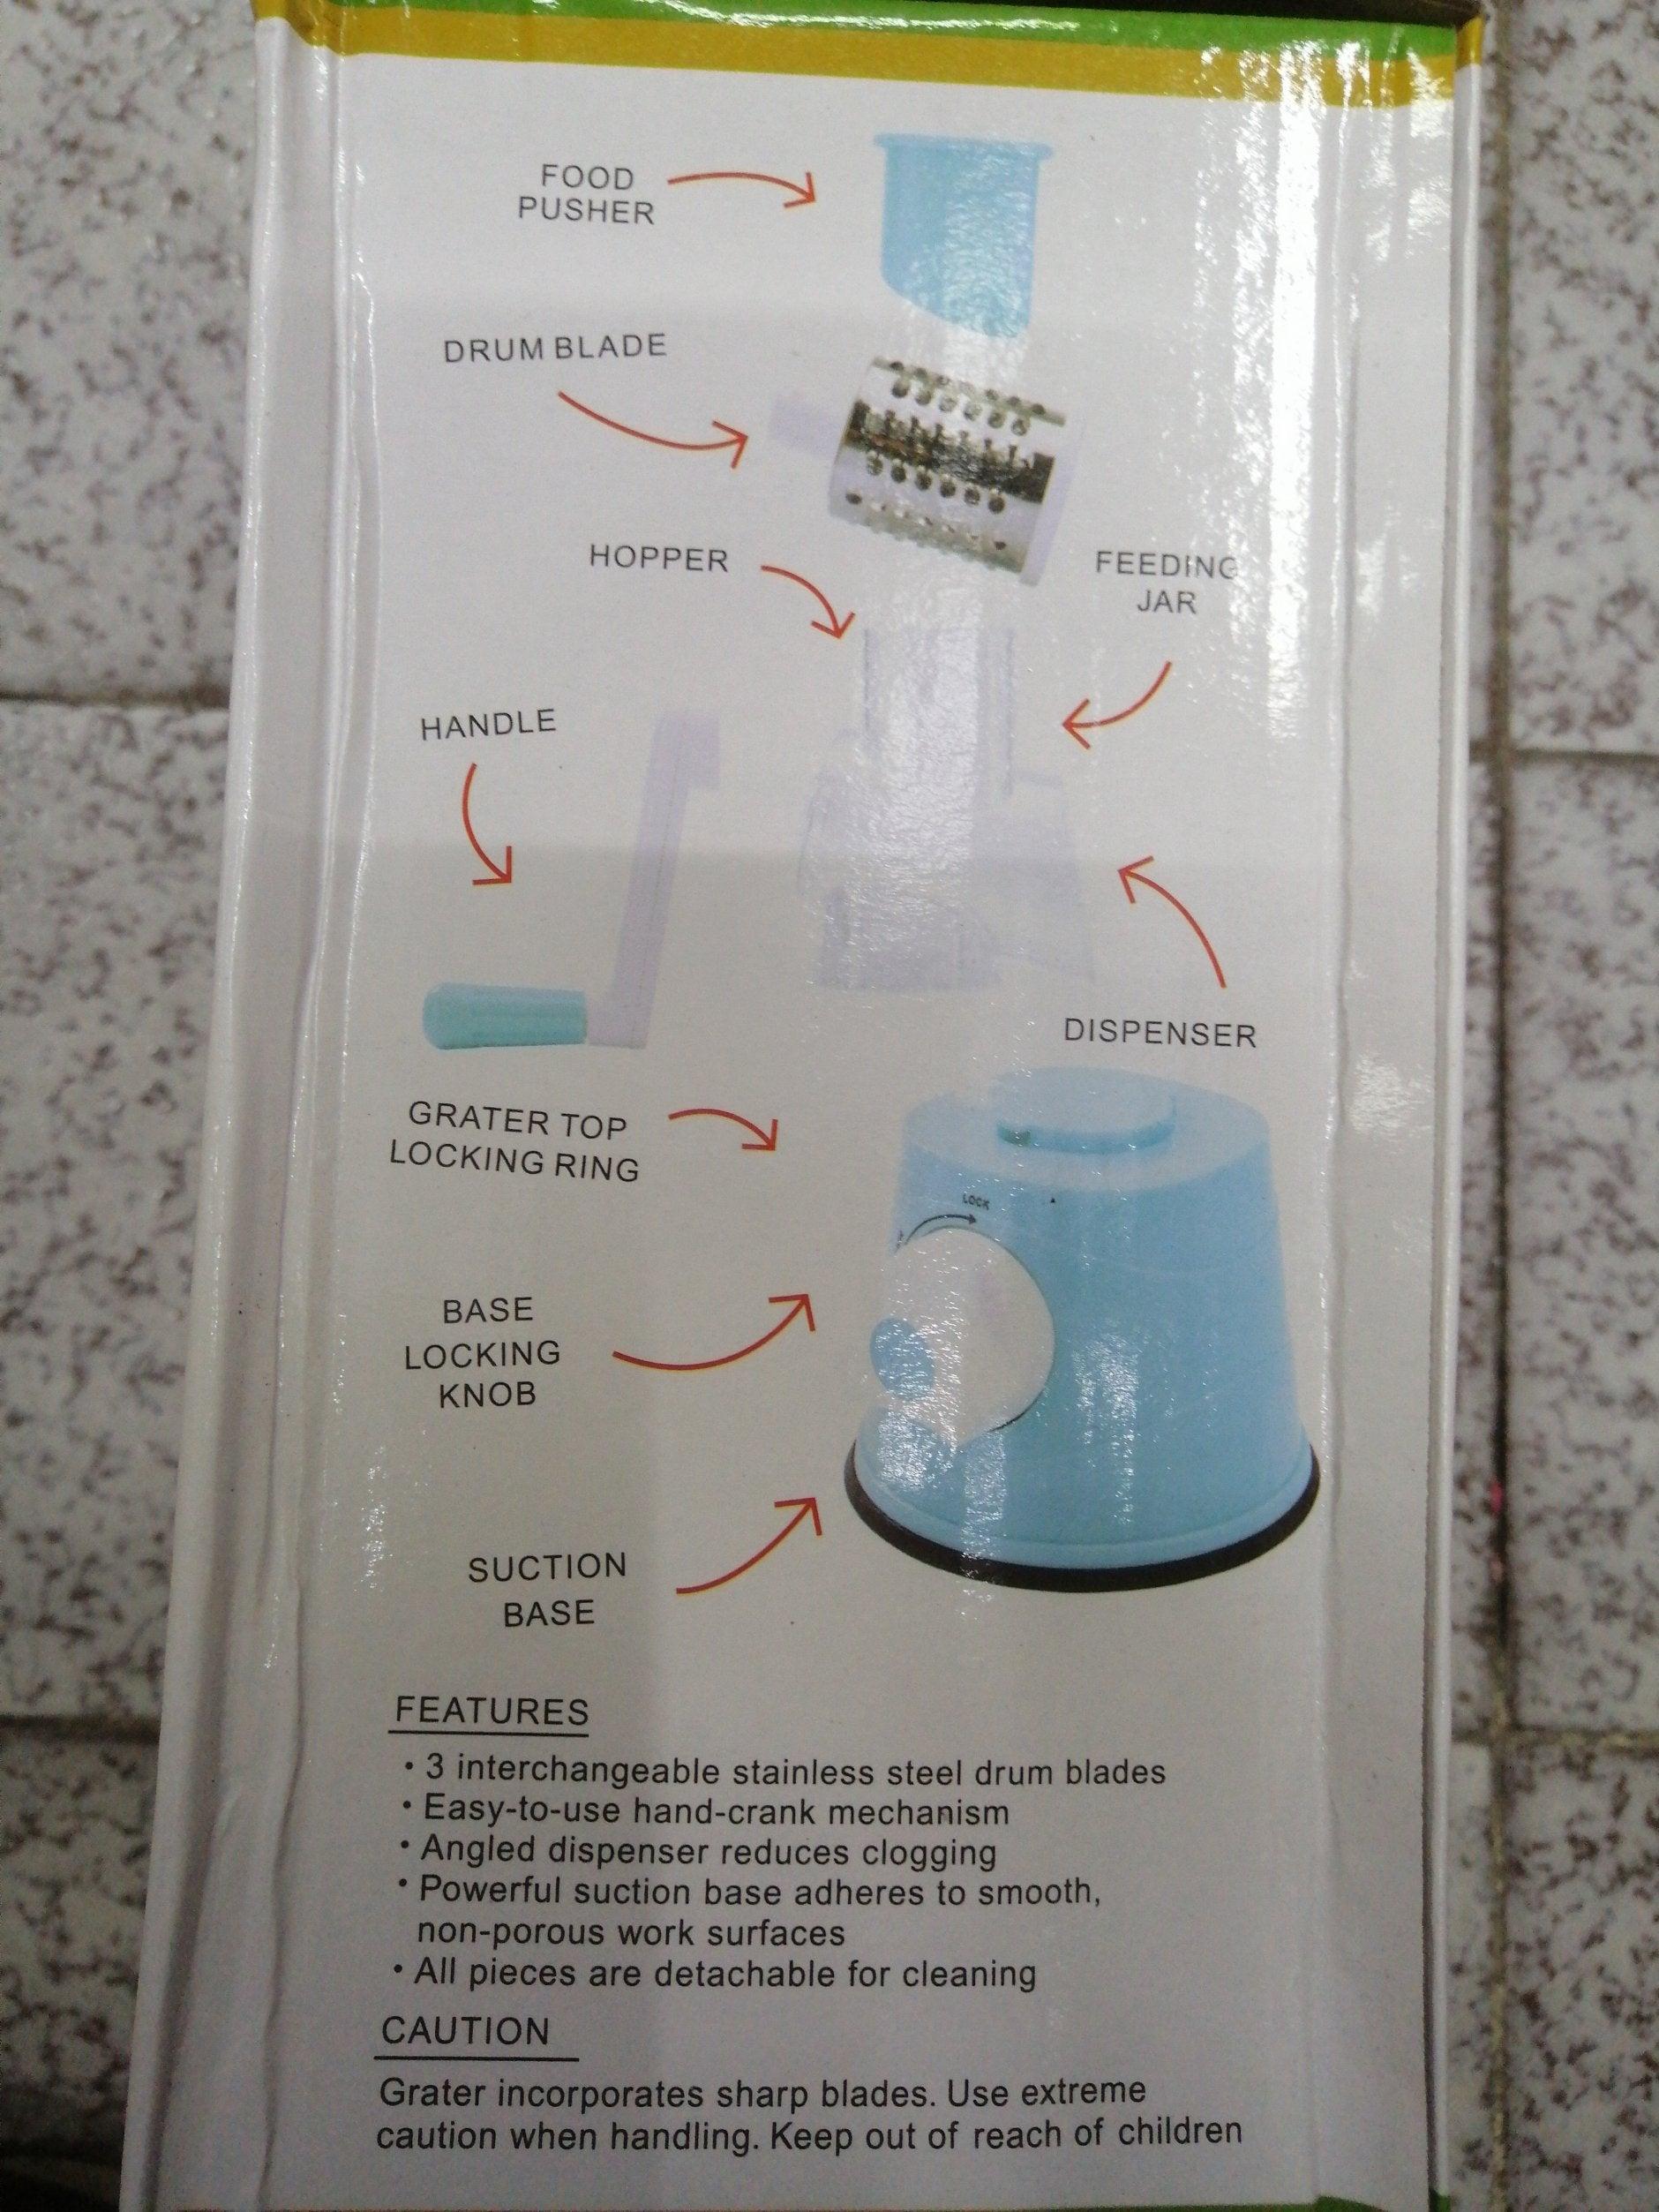 FOOD
PUSHER
DRUM BLADE
HOPPER
FEEDING
JAR
HANDLE
DISPENSER
GRATER TOP
LOCKING RING
LOCK
BASE
LOCKING
KNOB
SUCTION
BASE
FEATURES
• 3 interchangeable stainless steel drum blades
• Easy-to-use hand-crank mechanism
• Angled dispenser reduces clogging
• Powerful suction base adheres to smooth,
non-porous work surfaces
• All pieces are detachable for cleaning
CAUTION
Grater incorporates sharp blades. Use extreme
caution when handling. Keep out of reach of children